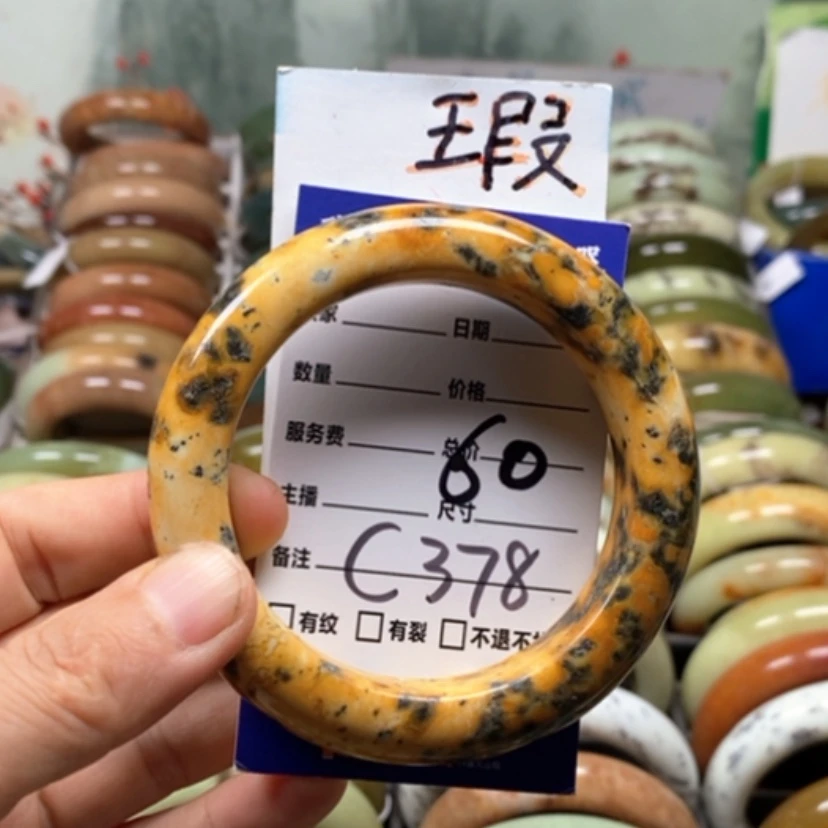 瑕
日期
数量 价格
服务费 总价
60
主播 尺寸
备注 C378
有纹 有裂 不退不